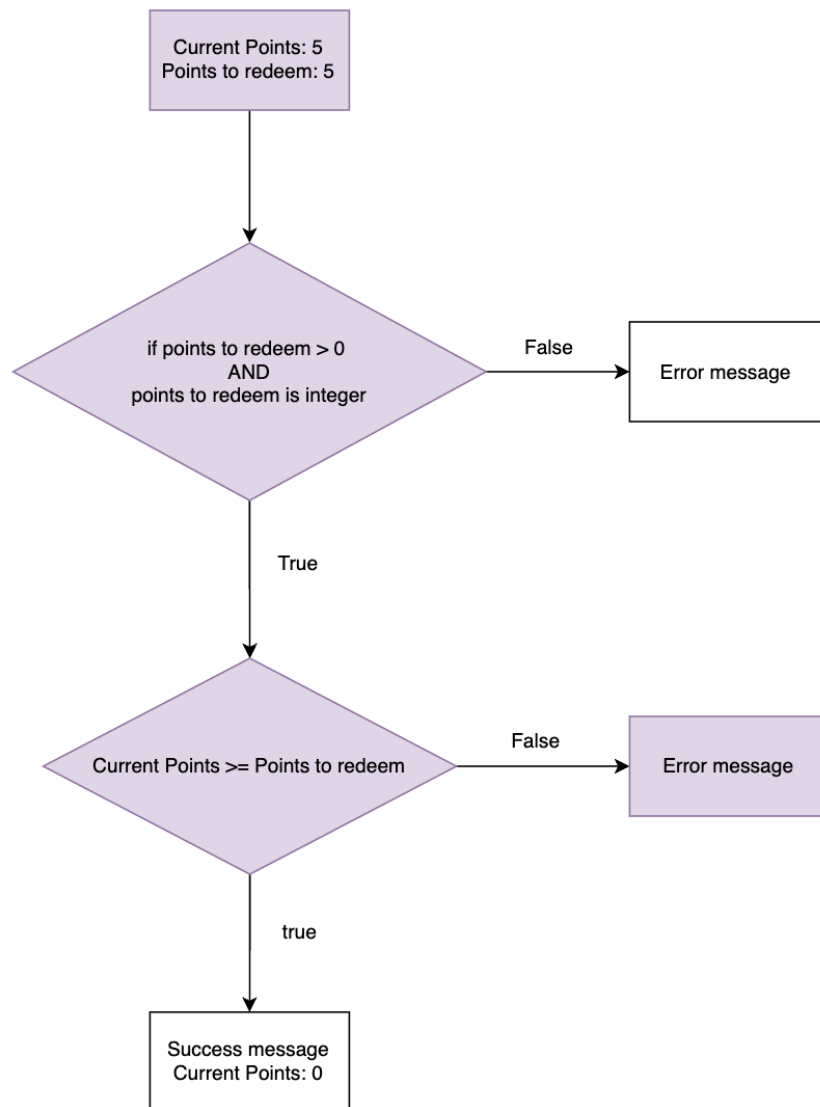 Current Points: 5
Points to redeem: 5
if points to redeem > 0
AND
points to redeem is integer
False
Error message
True
Current Points >= Points to redeem
False
Error message
true
Success message
Current Points: 0